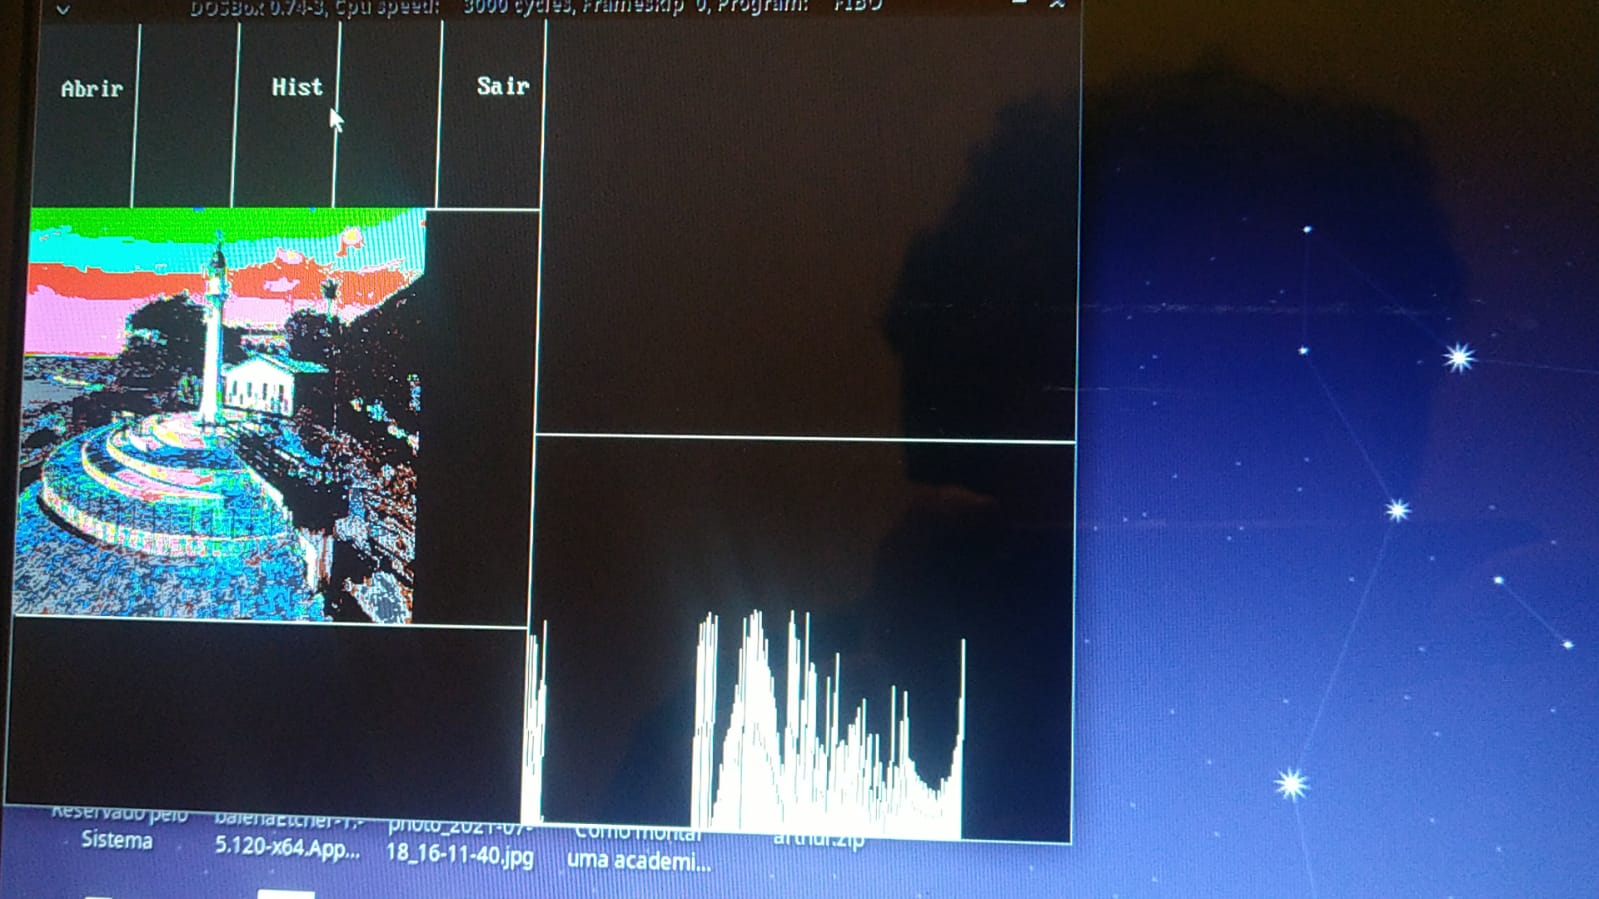 DOSBox 0.74-3, Cpu speed: 3000 cycles, Frameskip 0, Program: FIBO
Abrir Hist Sair
Reservado pelo balenaEtcher-1.- photo_2021-07- Como montar arthur.zip
Sistema 5.120-x64.App... 18_16-11-40.jpg uma academi...